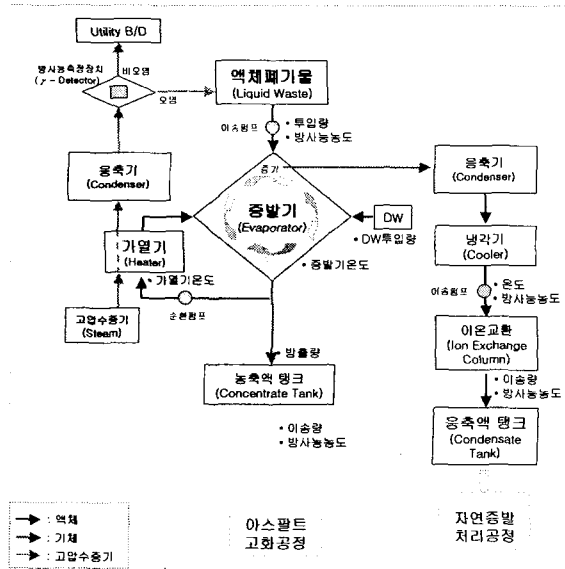 Utility B/D
방사능측정장치
(γ - Detector)
비오염
오염
액체폐기물
(Liquid Waste)
이송펌프
• 투입량
• 방사능농도
응축기
(Condenser)
증기
증발기
(Evaporator)
응축기
(Condenser)
DW
• DW투입량
냉각기
(Cooler)
가열기
(Heater)
• 가열기온도
• 증발기온도
이송펌프
• 온도
• 방사능농도
고압수증기
(Steam)
순환펌프
이온교환
(Ion Exchange
Column)
• 방출량
농축액 탱크
(Concentrate Tank)
• 이송량
• 방사능농도
• 이송량
• 방사능농도
응축액 탱크
(Condensate
Tank)
: 액체
: 기체
: 고압수증기
아스팔트
고화공정
자연증발
처리공정